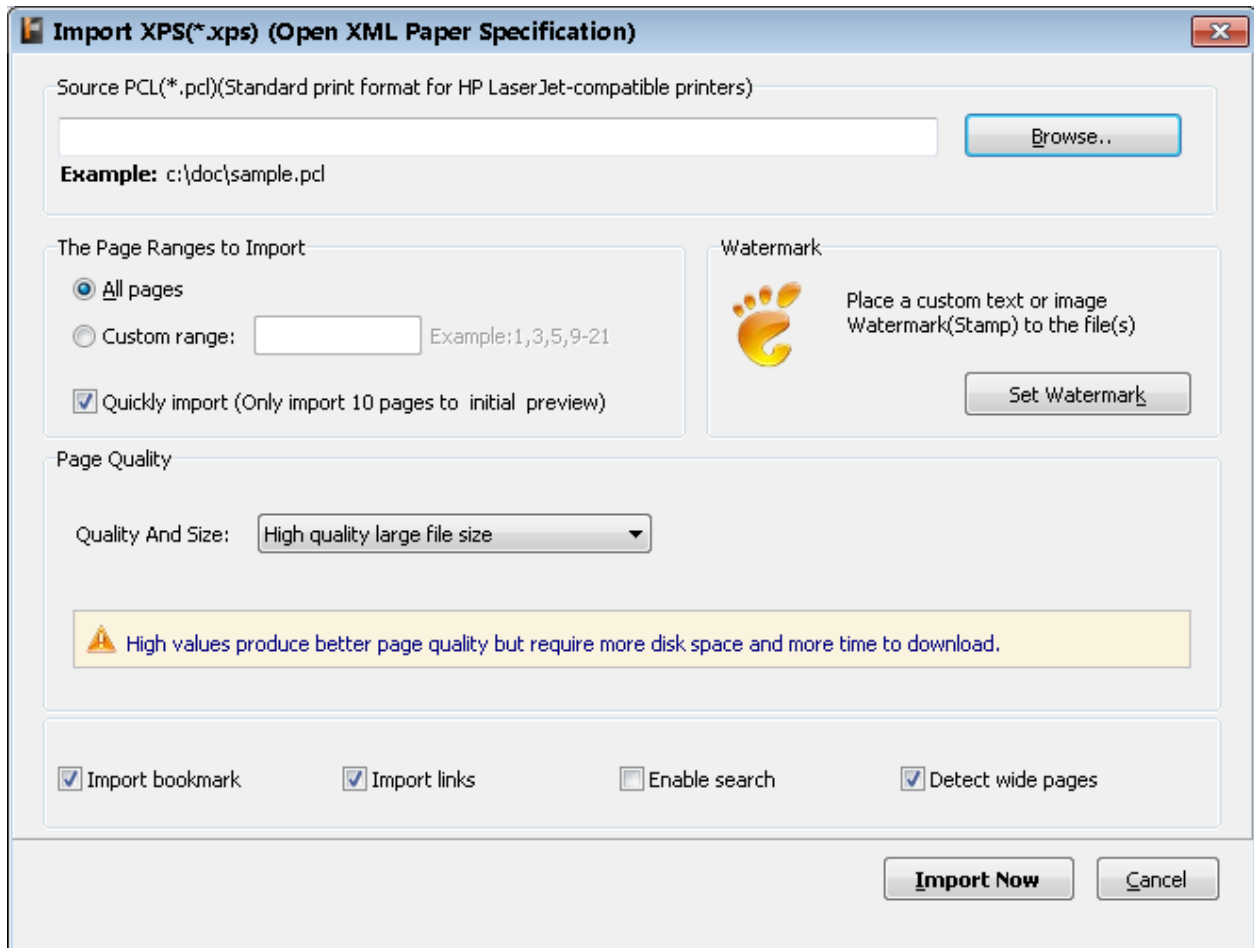 Import XPS(*.xps) (Open XML Paper Specification)
Source PCL(*.pcl)(Standard print format for HP LaserJet-compatible printers)
Browse..
Example: c:\doc\sample.pcl
The Page Ranges to Import
All pages
Custom range:
Example:1,3,5,9-21
Quickly import (Only import 10 pages to  initial  preview)
Watermark
Place a custom text or image
Watermark(Stamp) to the file(s)
Set Watermark
Page Quality
Quality And Size:
High quality large file size
High values produce better page quality but require more disk space and more time to download.
Import bookmark
Import links
Enable search
Detect wide pages
Import Now
Cancel